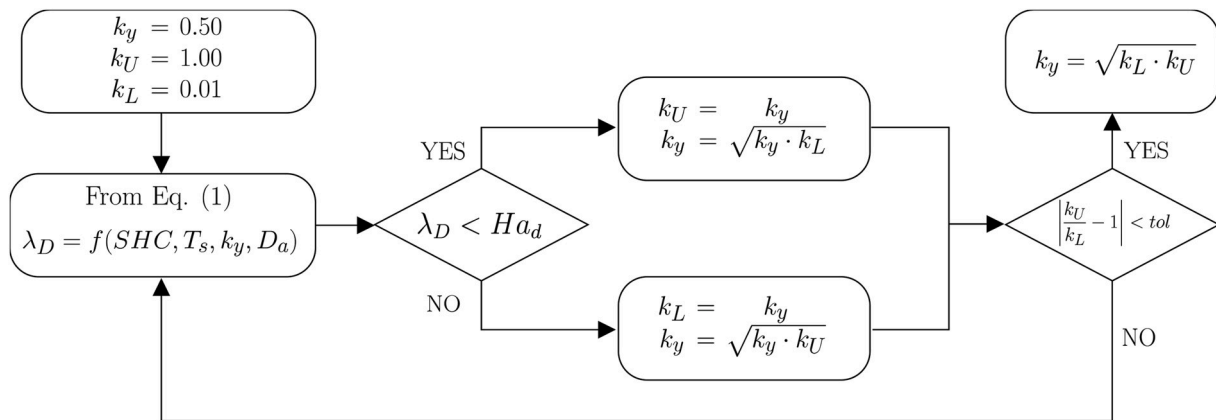 k_y = 0.50
k_U = 1.00
k_L = 0.01
From Eq. (1)
λ_D = f(SHC, T_s, k_y, D_a)
λ_D < Ha_d
YES
NO
k_U = k_y
k_y = √(k_y · k_L)
k_L = k_y
k_y = √(k_y · k_U)
|k_U/k_L − 1| < tol
YES
NO
k_y = √(k_L · k_U)